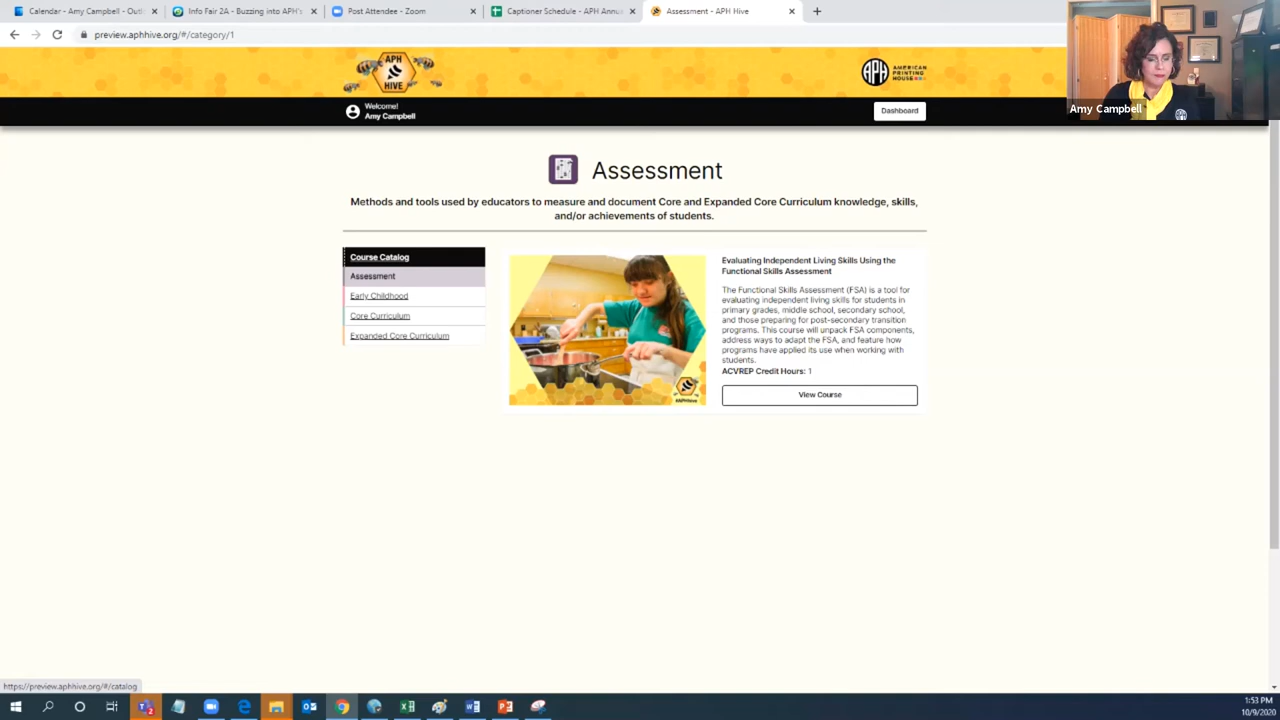 Calendar - Amy Campbell - Outl
Info Fair 2A - Buzzing into APH's
Post Attendee - Zoom
Captioner Schedule - APH Annu
Assessment - APH Hive
preview.aphhive.org/#/category/1
APH
HIVE
APH
AMERICAN
PRINTING
HOUSE
Welcome!
Amy Campbell
Dashboard
Amy Campbell
Assessment
Methods and tools used by educators to measure and document Core and Expanded Core Curriculum knowledge, skills,
and/or achievements of students.
Course Catalog
Assessment
Early Childhood
Core Curriculum
Expanded Core Curriculum
#APHhive
Evaluating Independent Living Skills Using the
Functional Skills Assessment
The Functional Skills Assessment (FSA) is a tool for
evaluating independent living skills for students in
primary grades, middle school, secondary school,
and those preparing for post-secondary transition
programs. This course will unpack FSA components,
address ways to adapt the FSA, and feature how
programs have applied its use when working with
students.
ACVREP Credit Hours: 1
View Course
https://preview.aphhive.org/#/catalog
1:53 PM
10/9/2020